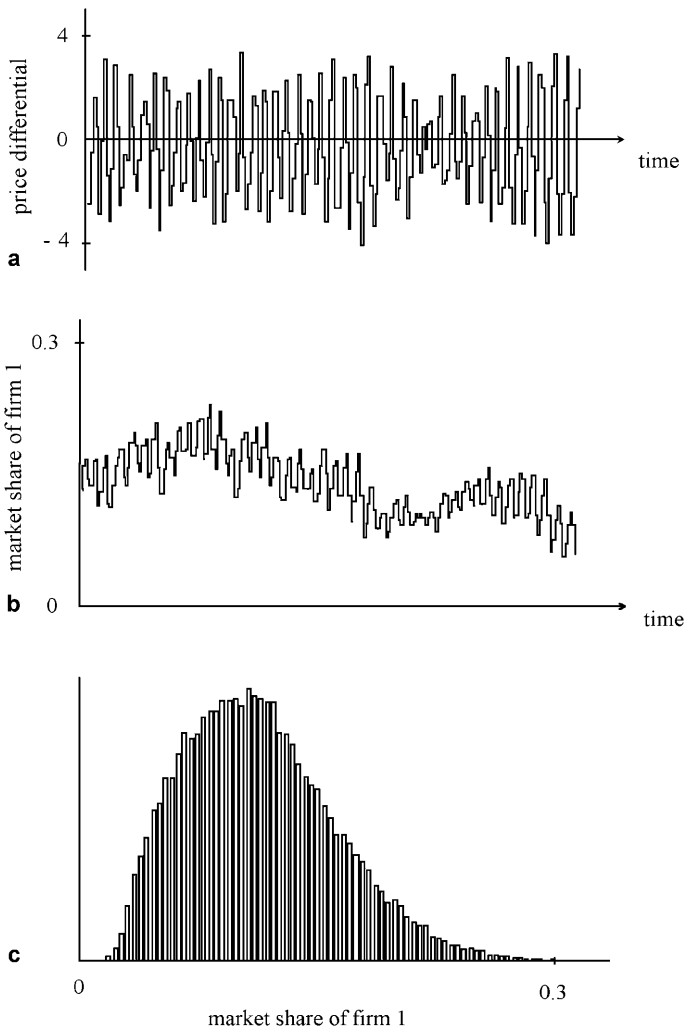 4
price differential
0
time
- 4
a
0.3
market share of firm 1
b
0
time
c
0
0.3
market share of firm 1